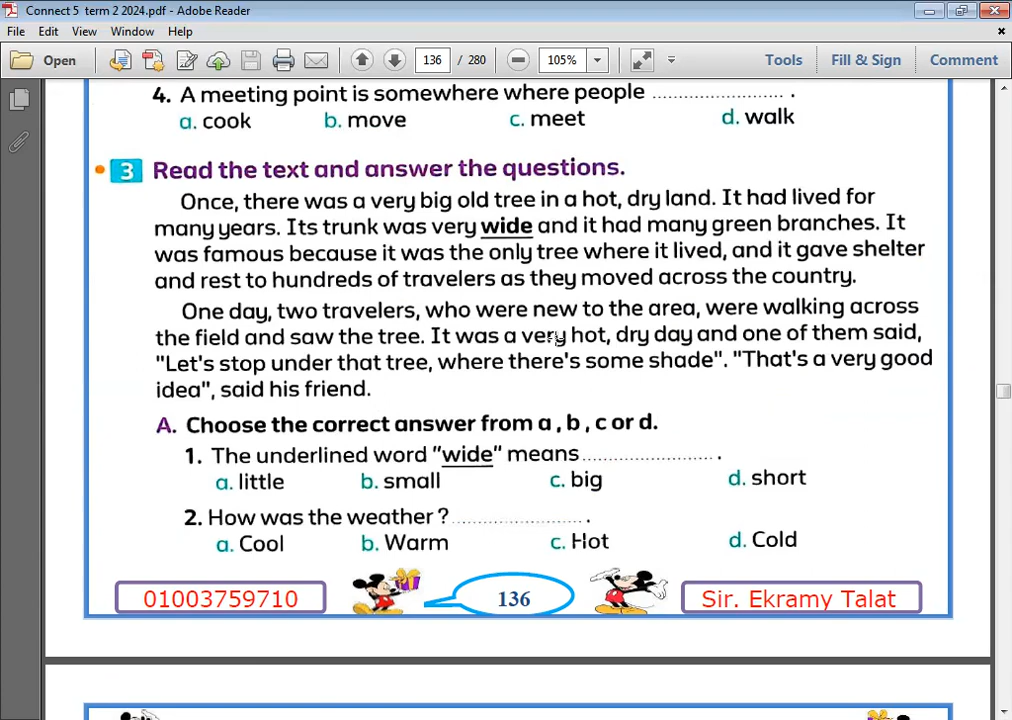 Connect 5 term 2 2024.pdf - Adobe Reader
File Edit View Window Help
Open 136 / 280 105% Tools Fill & Sign Comment
4. A meeting point is somewhere where people ........................ .
a. cook b. move c. meet d. walk
3 Read the text and answer the questions.
Once, there was a very big old tree in a hot, dry land. It had lived for
many years. Its trunk was very wide and it had many green branches. It
was famous because it was the only tree where it lived, and it gave shelter
and rest to hundreds of travelers as they moved across the country.
One day, two travelers, who were new to the area, were walking across
the field and saw the tree. It was a very hot, dry day and one of them said,
"Let's stop under that tree, where there's some shade". "That's a very good
idea", said his friend.
A. Choose the correct answer from a , b , c or d.
1. The underlined word "wide" means........................ .
a. little b. small c. big d. short
2. How was the weather ?........................ .
a. Cool b. Warm c. Hot d. Cold
01003759710 136 Sir. Ekramy Talat